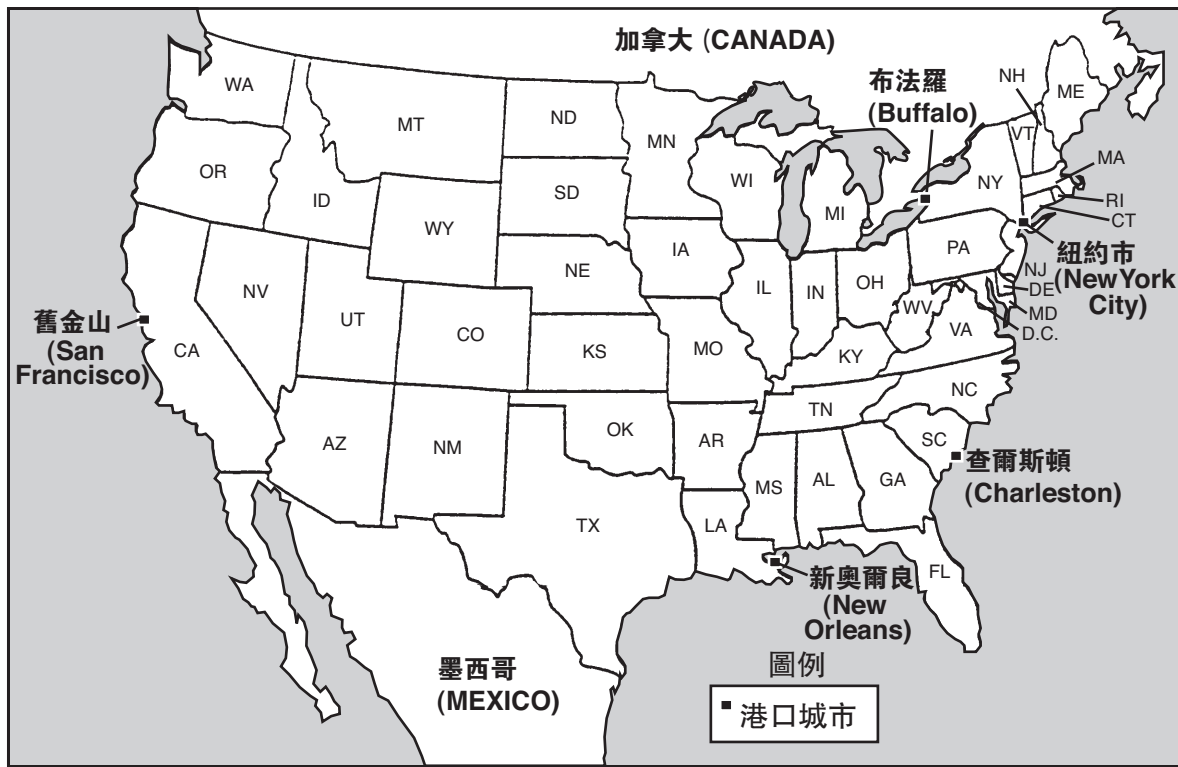 加拿大 (CANADA)
布法羅
(Buffalo)
NH
ME
WA
MT
ND
MN
VT
OR
ID
SD
WI
MI
NY
MA
RI
CT
WY
IA
PA
紐約市
(NewYork
City)
NJ
DE
MD
D.C.
NE
NV
UT
CO
IL
IN
OH
WV
VA
舊金山
(San
Francisco)
CA
KS
MO
KY
NC
TN
AZ
NM
OK
AR
SC
查爾斯頓
(Charleston)
MS
AL
GA
TX
LA
FL
新奧爾良
(New
Orleans)
墨西哥
(MEXICO)
圖例
港口城市